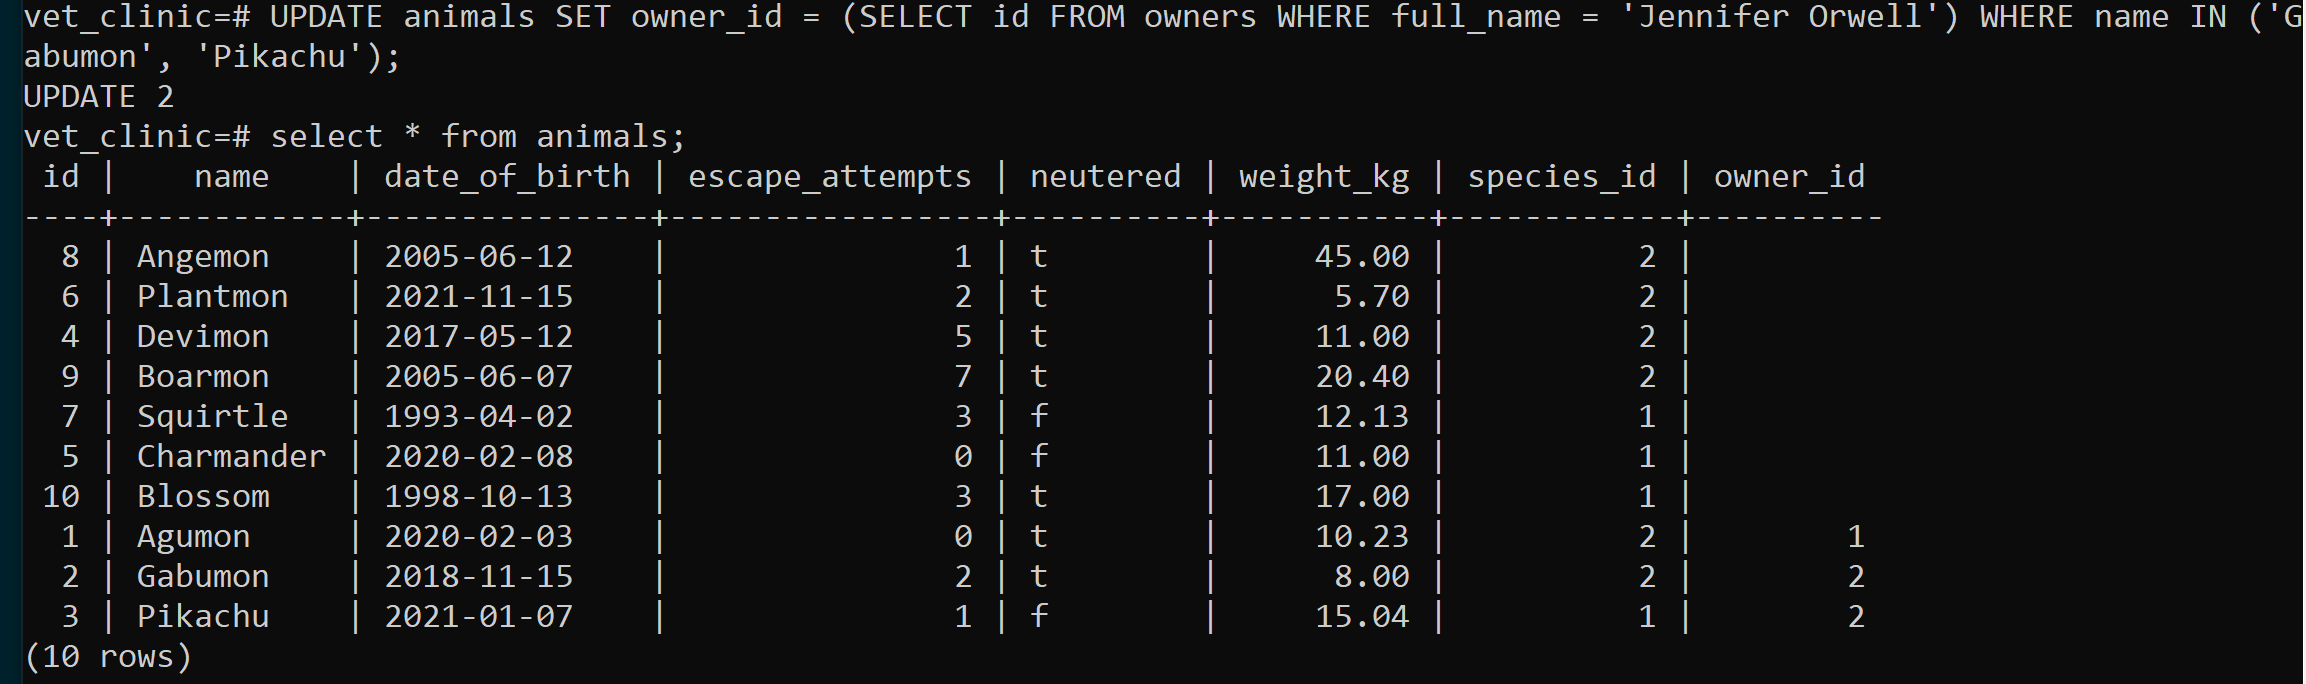 vet_clinic=# UPDATE animals SET owner_id = (SELECT id FROM owners WHERE full_name = 'Jennifer Orwell') WHERE name IN ('G
abumon', 'Pikachu');
UPDATE 2
vet_clinic=# select * from animals;
 id |    name    | date_of_birth | escape_attempts | neutered | weight_kg | species_id | owner_id
----+------------+---------------+-----------------+----------+-----------+------------+----------
  8 | Angemon    | 2005-06-12    |               1 | t        |     45.00 |          2 |
  6 | Plantmon   | 2021-11-15    |               2 | t        |      5.70 |          2 |
  4 | Devimon    | 2017-05-12    |               5 | t        |     11.00 |          2 |
  9 | Boarmon    | 2005-06-07    |               7 | t        |     20.40 |          2 |
  7 | Squirtle   | 1993-04-02    |               3 | f        |     12.13 |          1 |
  5 | Charmander | 2020-02-08    |               0 | f        |     11.00 |          1 |
 10 | Blossom    | 1998-10-13    |               3 | t        |     17.00 |          1 |
  1 | Agumon     | 2020-02-03    |               0 | t        |     10.23 |          2 |        1
  2 | Gabumon    | 2018-11-15    |               2 | t        |      8.00 |          2 |        2
  3 | Pikachu    | 2021-01-07    |               1 | f        |     15.04 |          1 |        2
(10 rows)